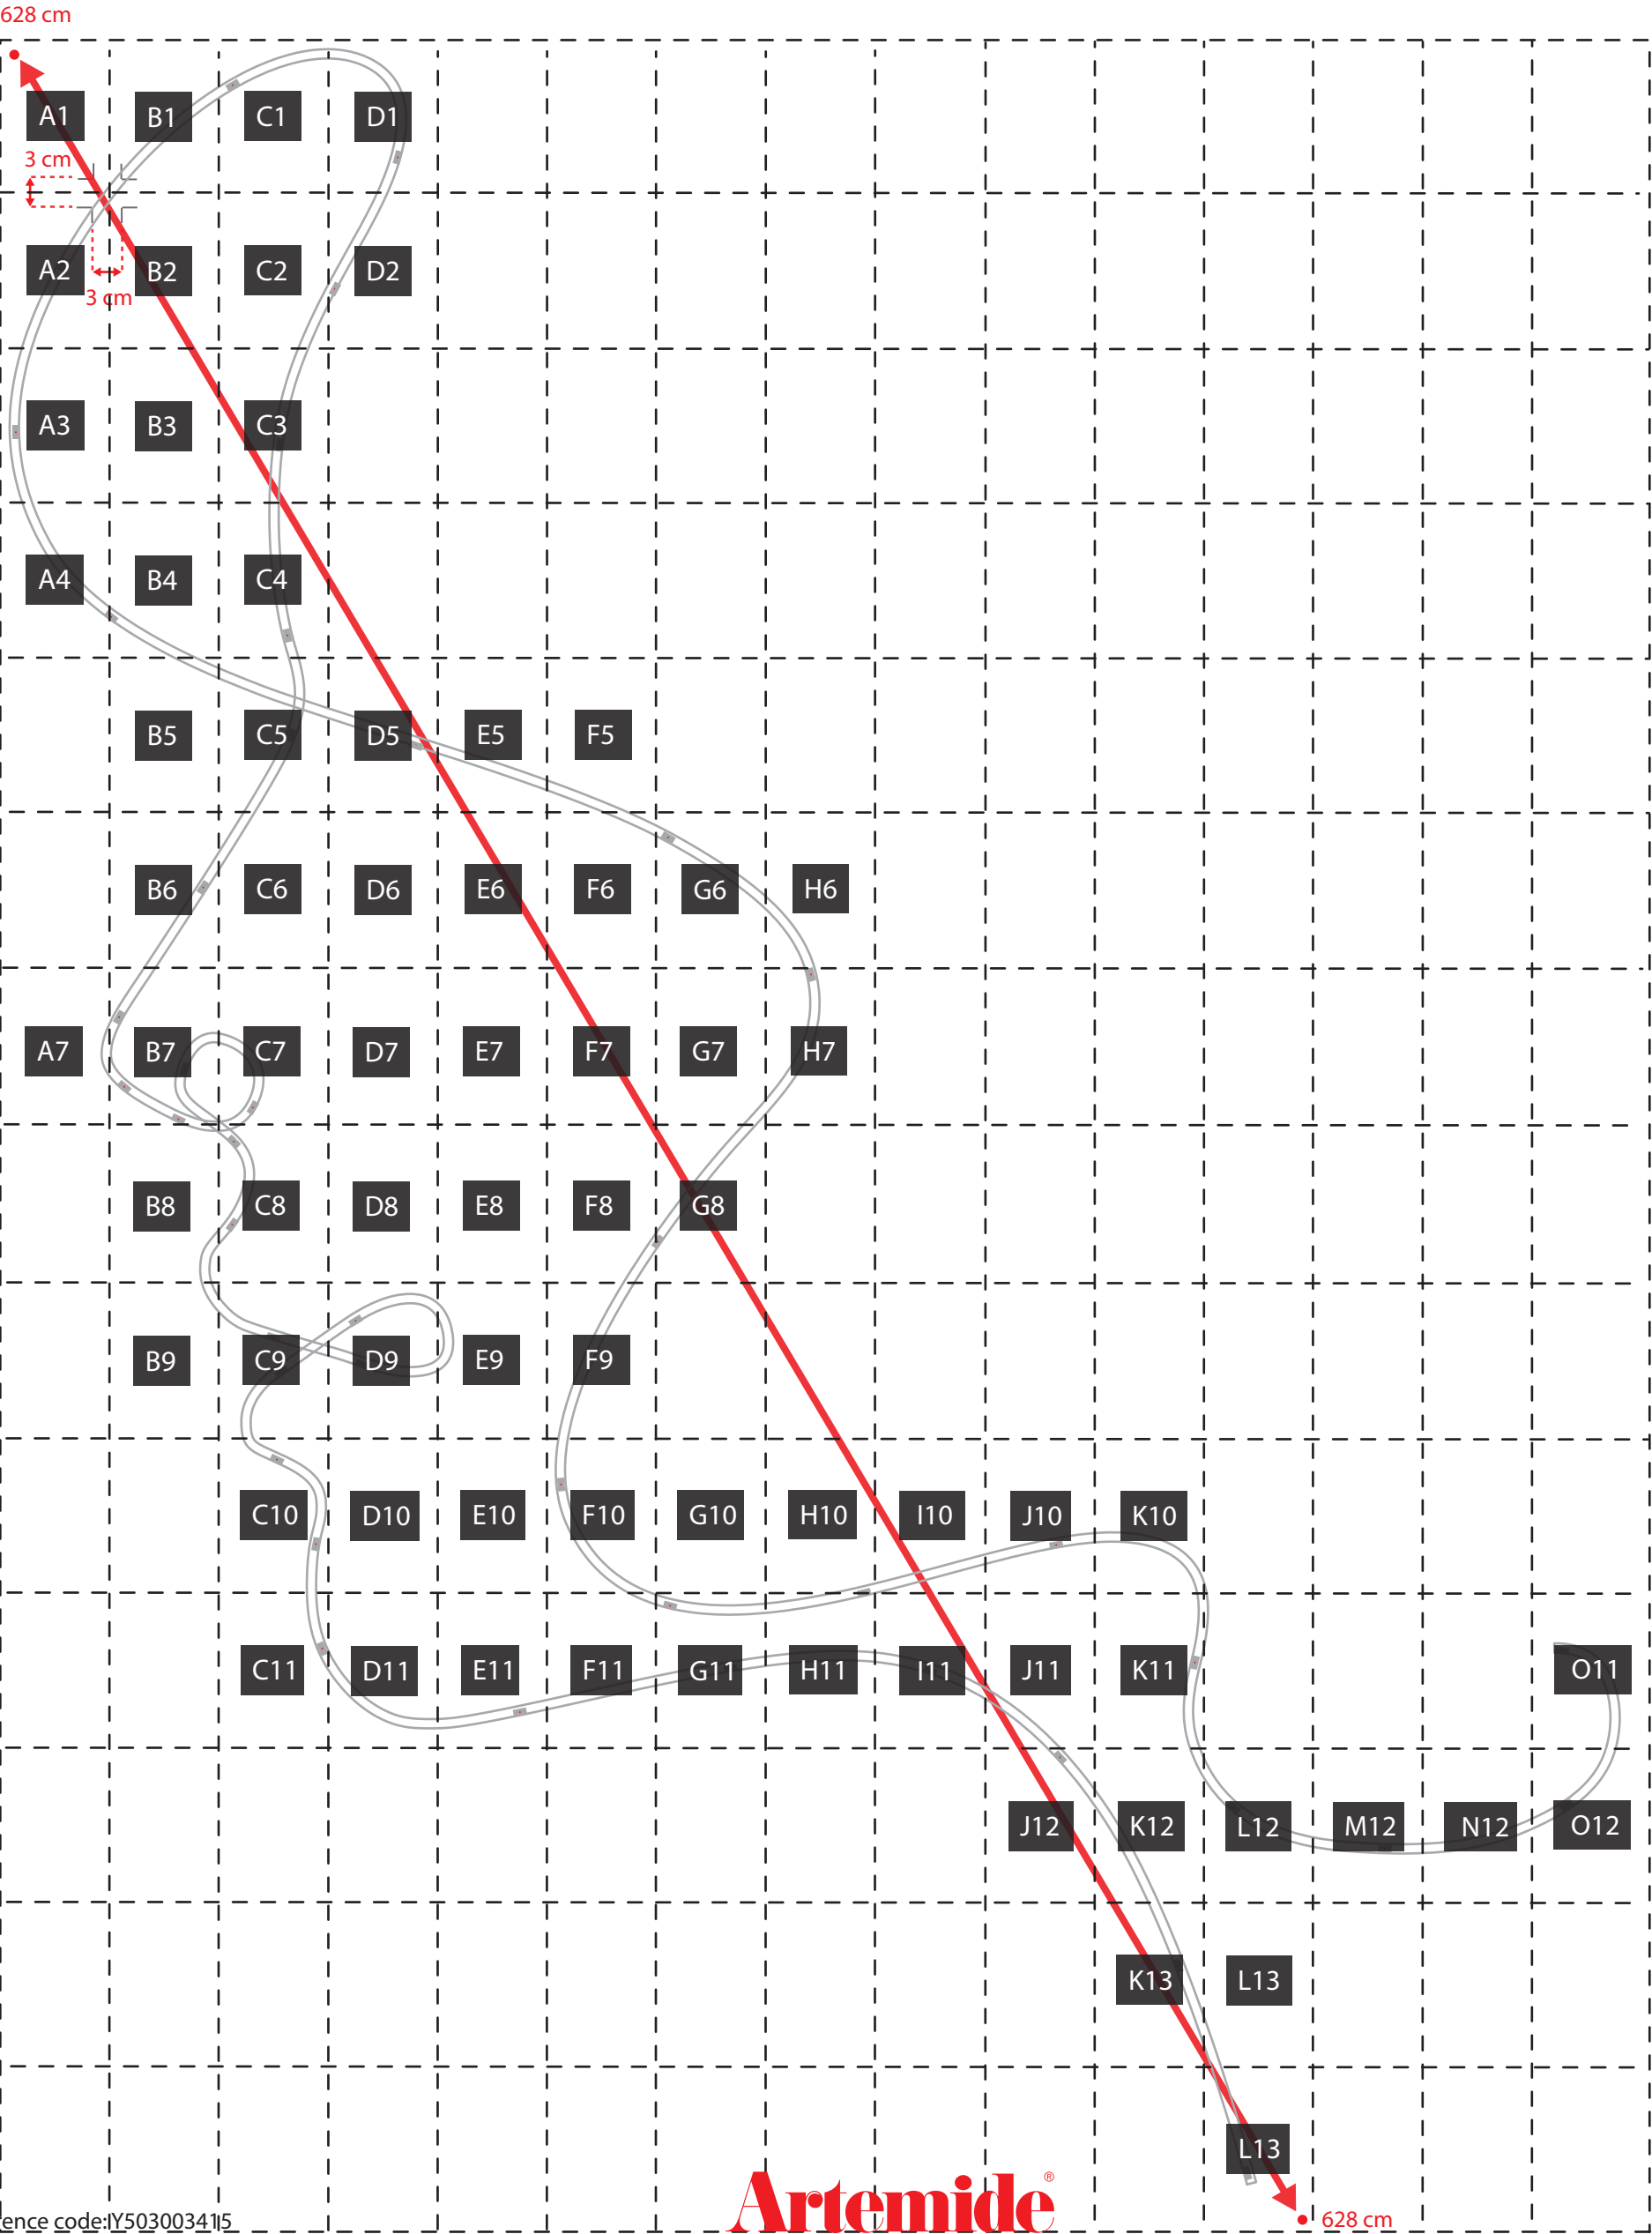 628 cm
A1 B1 C1 D1
3 cm
A2 B2 C2 D2
3 cm
A3 B3 C3
A4 B4 C4
B5 C5 D5 E5 F5
B6 C6 D6 E6 F6 G6 H6
A7 B7 C7 D7 E7 F7 G7 H7
B8 C8 D8 E8 F8 G8
B9 C9 D9 E9 F9
C10 D10 E10 F10 G10 H10 I10 J10 K10
C11 D11 E11 F11 G11 H11 I11 J11 K11 O11
J12 K12 L12 M12 N12 O12
K13 L13
L13
Artemide®
628 cm
ence code:IY503003415